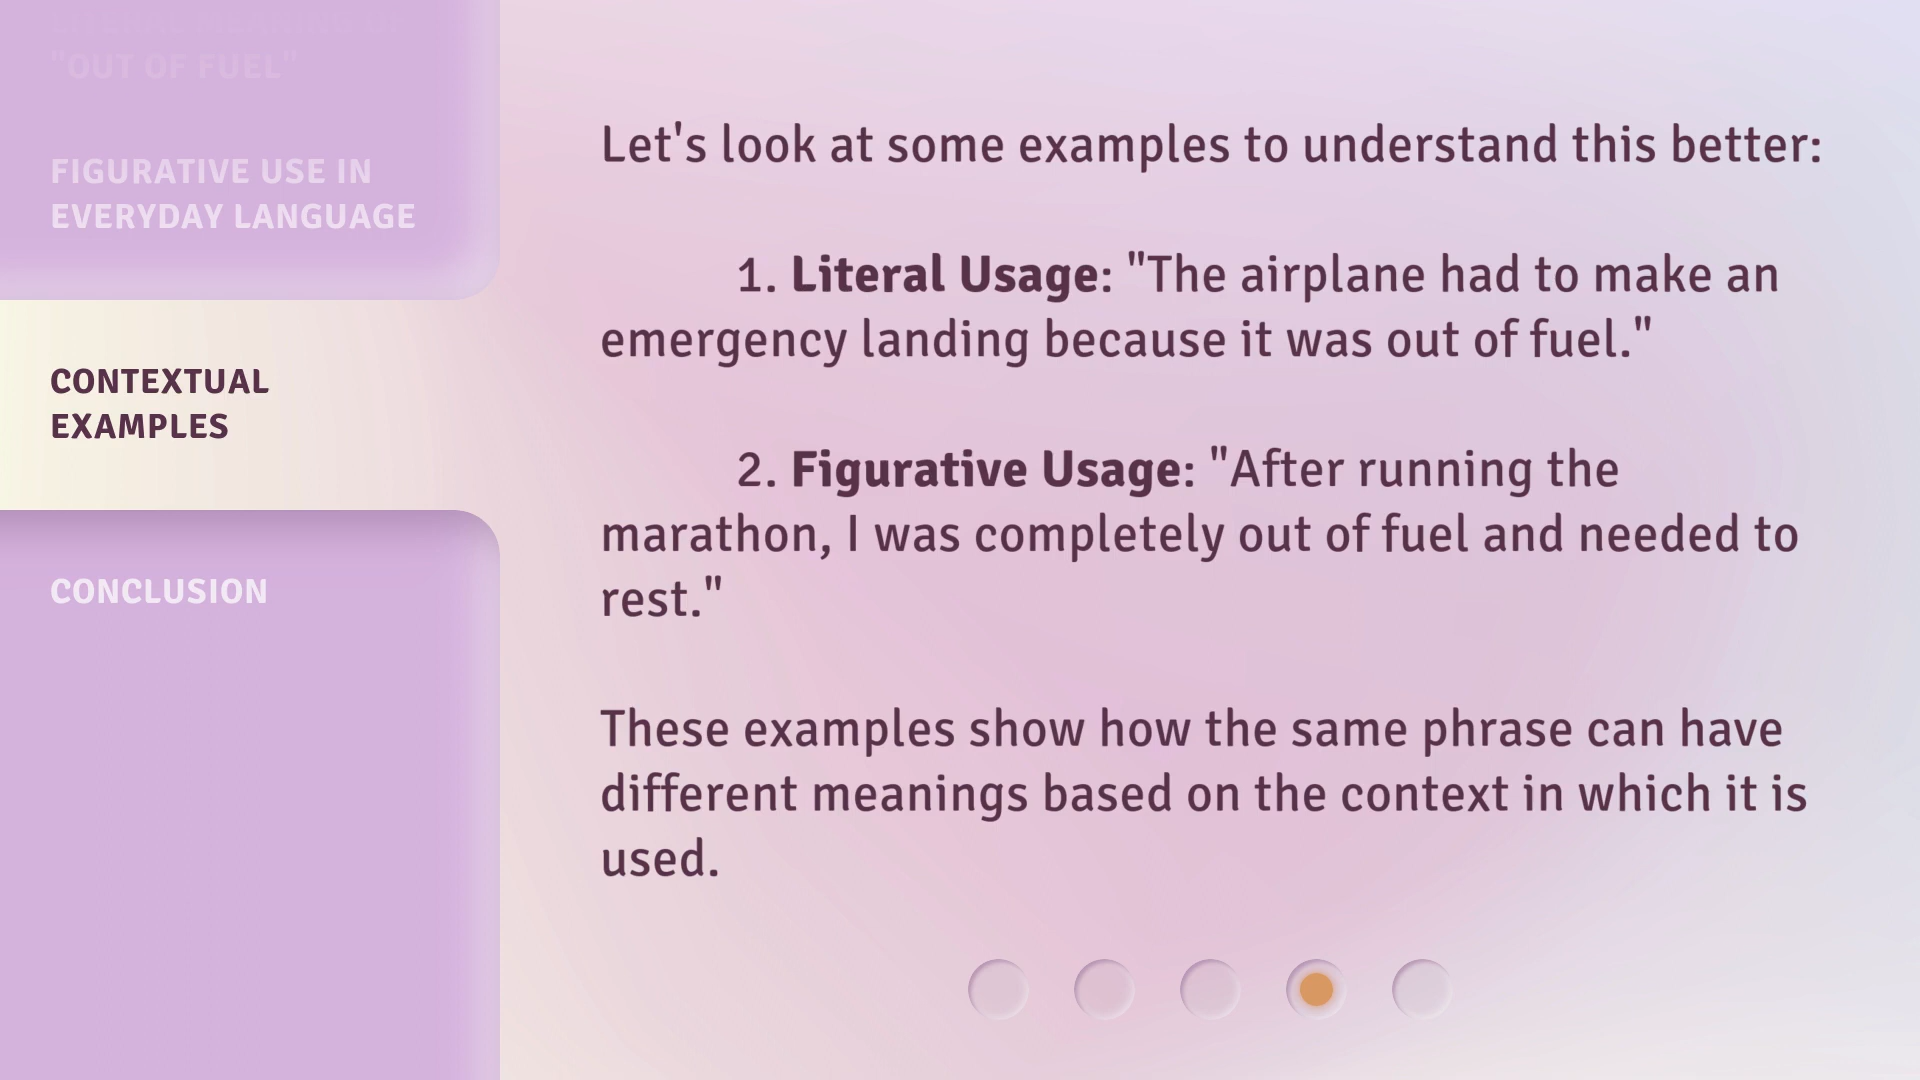 LITERAL MEANING OF
"OUT OF FUEL"
FIGURATIVE USE IN
EVERYDAY LANGUAGE
CONTEXTUAL
EXAMPLES
CONCLUSION
Let's look at some examples to understand this better:
1. Literal Usage: "The airplane had to make an
emergency landing because it was out of fuel."
2. Figurative Usage: "After running the
marathon, I was completely out of fuel and needed to
rest."
These examples show how the same phrase can have
different meanings based on the context in which it is
used.